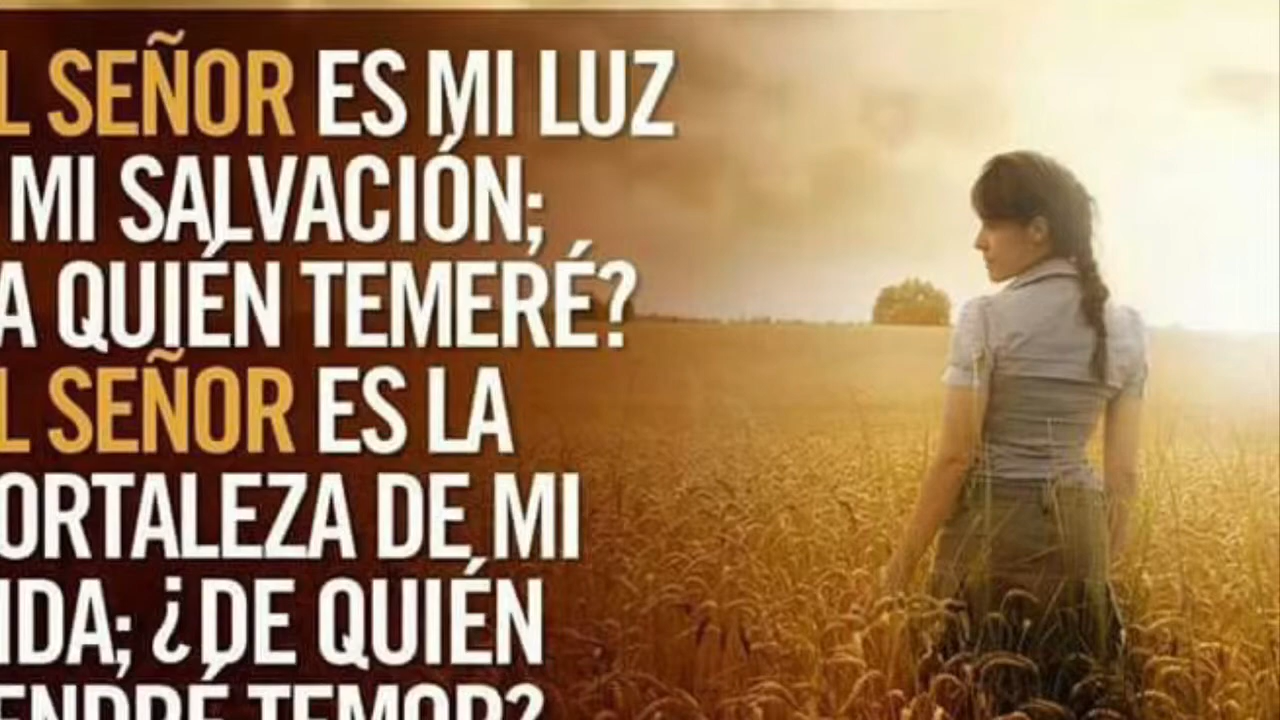 L SEÑOR ES MI LUZ
MI SALVACIÓN;
A QUIÉN TEMERÉ?
L SEÑOR ES LA
ORTALEZA DE MI
IDA; ¿DE QUIÉN
ENDRÉ TEMOR?